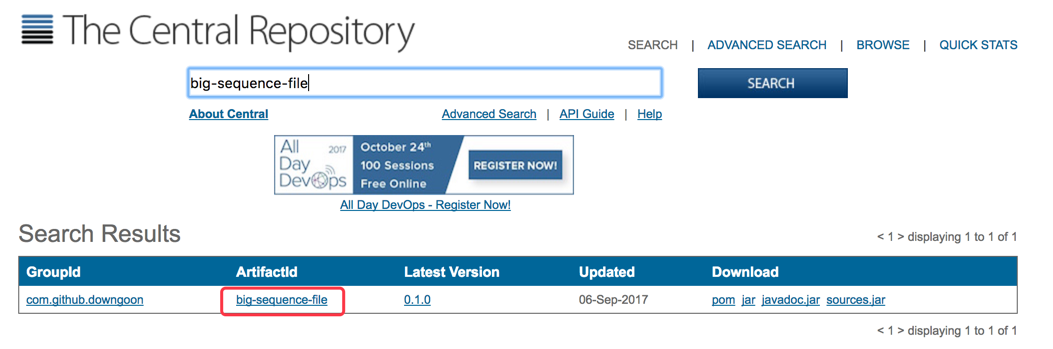 The Central Repository
SEARCH | ADVANCED SEARCH | BROWSE | QUICK STATS
big-sequence-file
SEARCH
About Central
Advanced Search | API Guide | Help
All Day DevOps 2017
October 24th
100 Sessions
Free Online
REGISTER NOW!
All Day DevOps - Register Now!
Search Results
< 1 > displaying 1 to 1 of 1
GroupId ArtifactId Latest Version Updated Download
com.github.downgoon big-sequence-file 0.1.0 06-Sep-2017 pom jar javadoc.jar sources.jar
< 1 > displaying 1 to 1 of 1